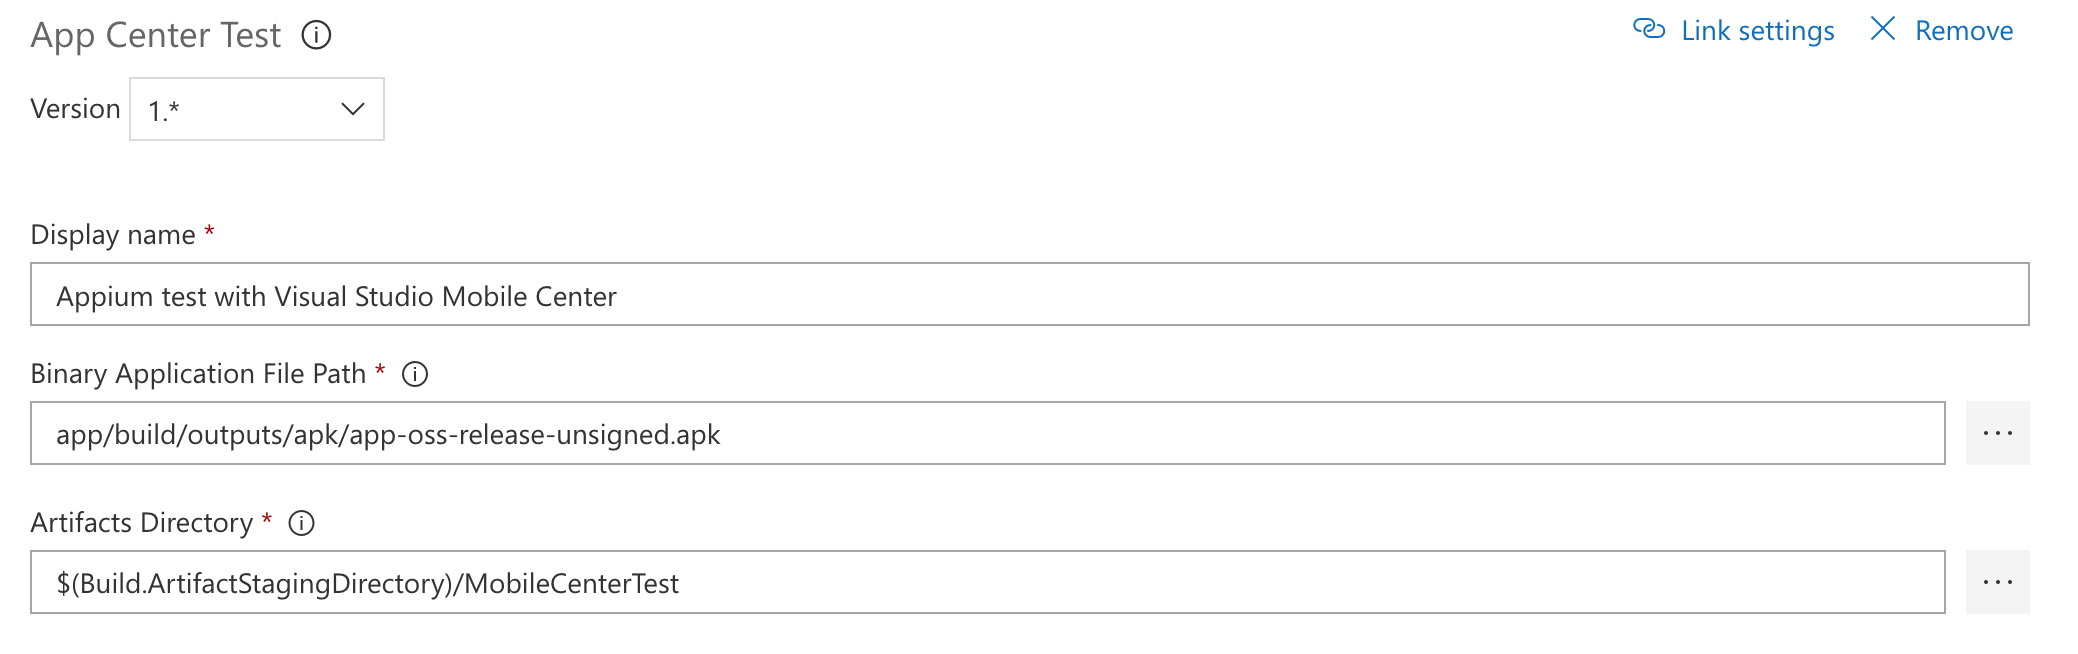 App Center Test
Link settings Remove
Version 1.*
Display name *
Appium test with Visual Studio Mobile Center
Binary Application File Path *
app/build/outputs/apk/app-oss-release-unsigned.apk
...
Artifacts Directory *
$(Build.ArtifactStagingDirectory)/MobileCenterTest
...